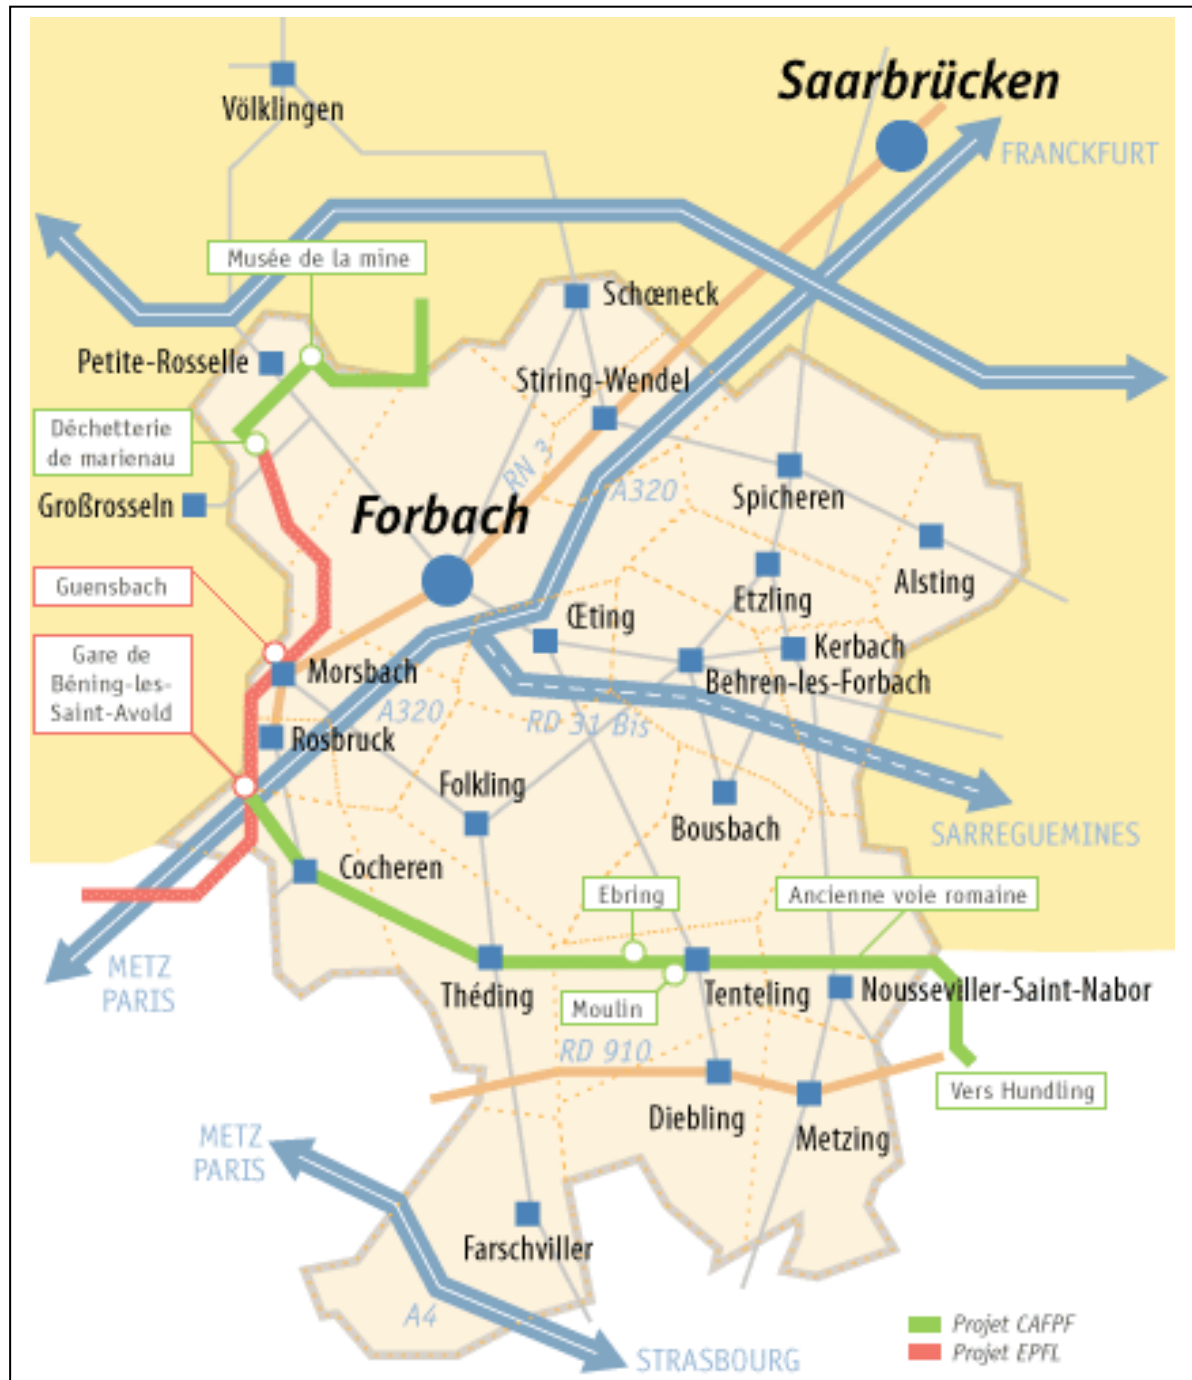 Saarbrücken
Völklingen
FRANCKFURT
Musée de la mine
Schœneck
Petite-Rosselle
Stiring-Wendel
Déchetterie
de marienau
RN 3
A320
Spicheren
Großrosseln
Forbach
Alsting
Guensbach
Etzling
Œting
Kerbach
Gare de
Béning-les-
Saint-Avold
Morsbach
Behren-les-Forbach
A320
RD 31 Bis
Rosbruck
Folkling
Bousbach
SARREGUEMINES
Cocheren
Ebring
Ancienne voie romaine
METZ
PARIS
Théding
Moulin
Tenteling
Nousseviller-Saint-Nabor
RD 910
Vers Hundling
Diebling
Metzing
METZ
PARIS
Farschviller
A4
STRASBOURG
Projet CAFPF
Projet EPFL